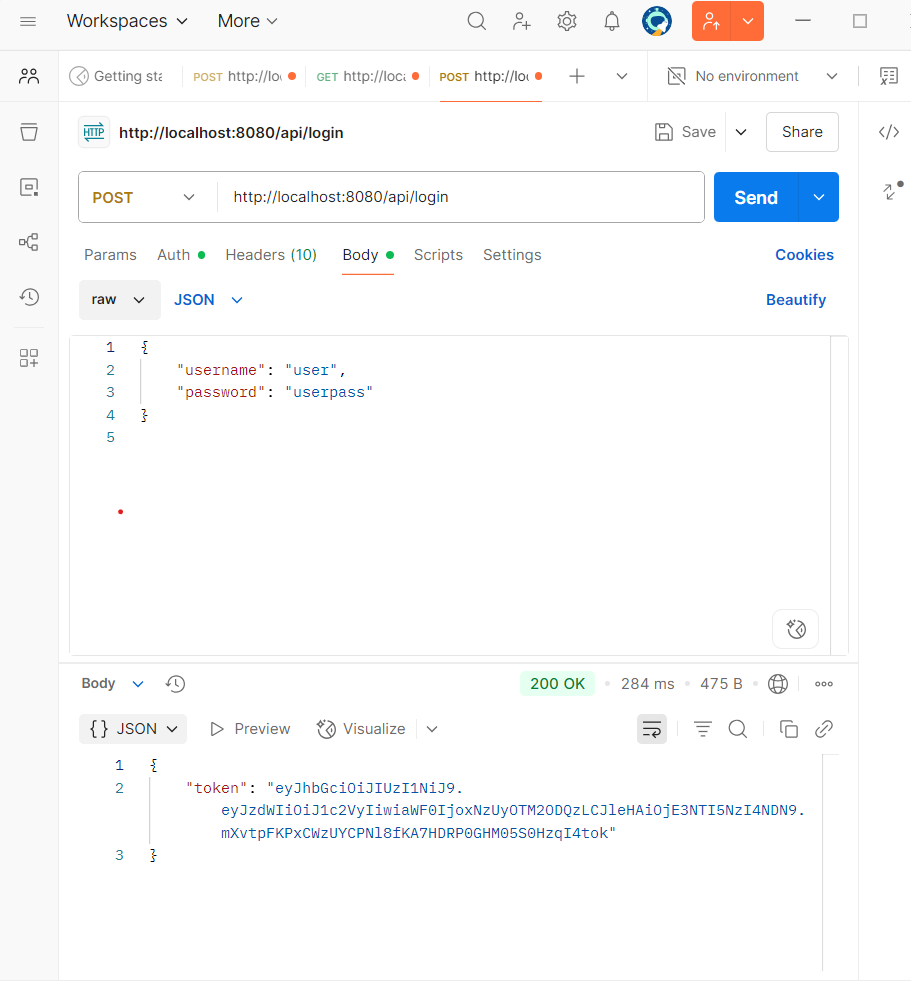 Workspaces More
Getting sta POST http://loc GET http://loca POST http://loc No environment
HTTP http://localhost:8080/api/login Save Share
POST http://localhost:8080/api/login Send
Params Auth Headers (10) Body Scripts Settings Cookies
raw JSON Beautify
1 {
2 "username": "user",
3 "password": "userpass"
4 }
5
Body 200 OK 284 ms 475 B
{} JSON Preview Visualize
1 {
2 "token": "eyJhbGciOiJIUzI1NiJ9.
eyJzdWIiOiJ1c2VyIiwiaWF0IjoxNzUyOTM2ODQzLCJleHAiOjE3NTI5NzI4NDN9.
mXvtpFKPxCWzUYCPNl8fKA7HDRP0GHM05S0HzqI4tok"
3 }